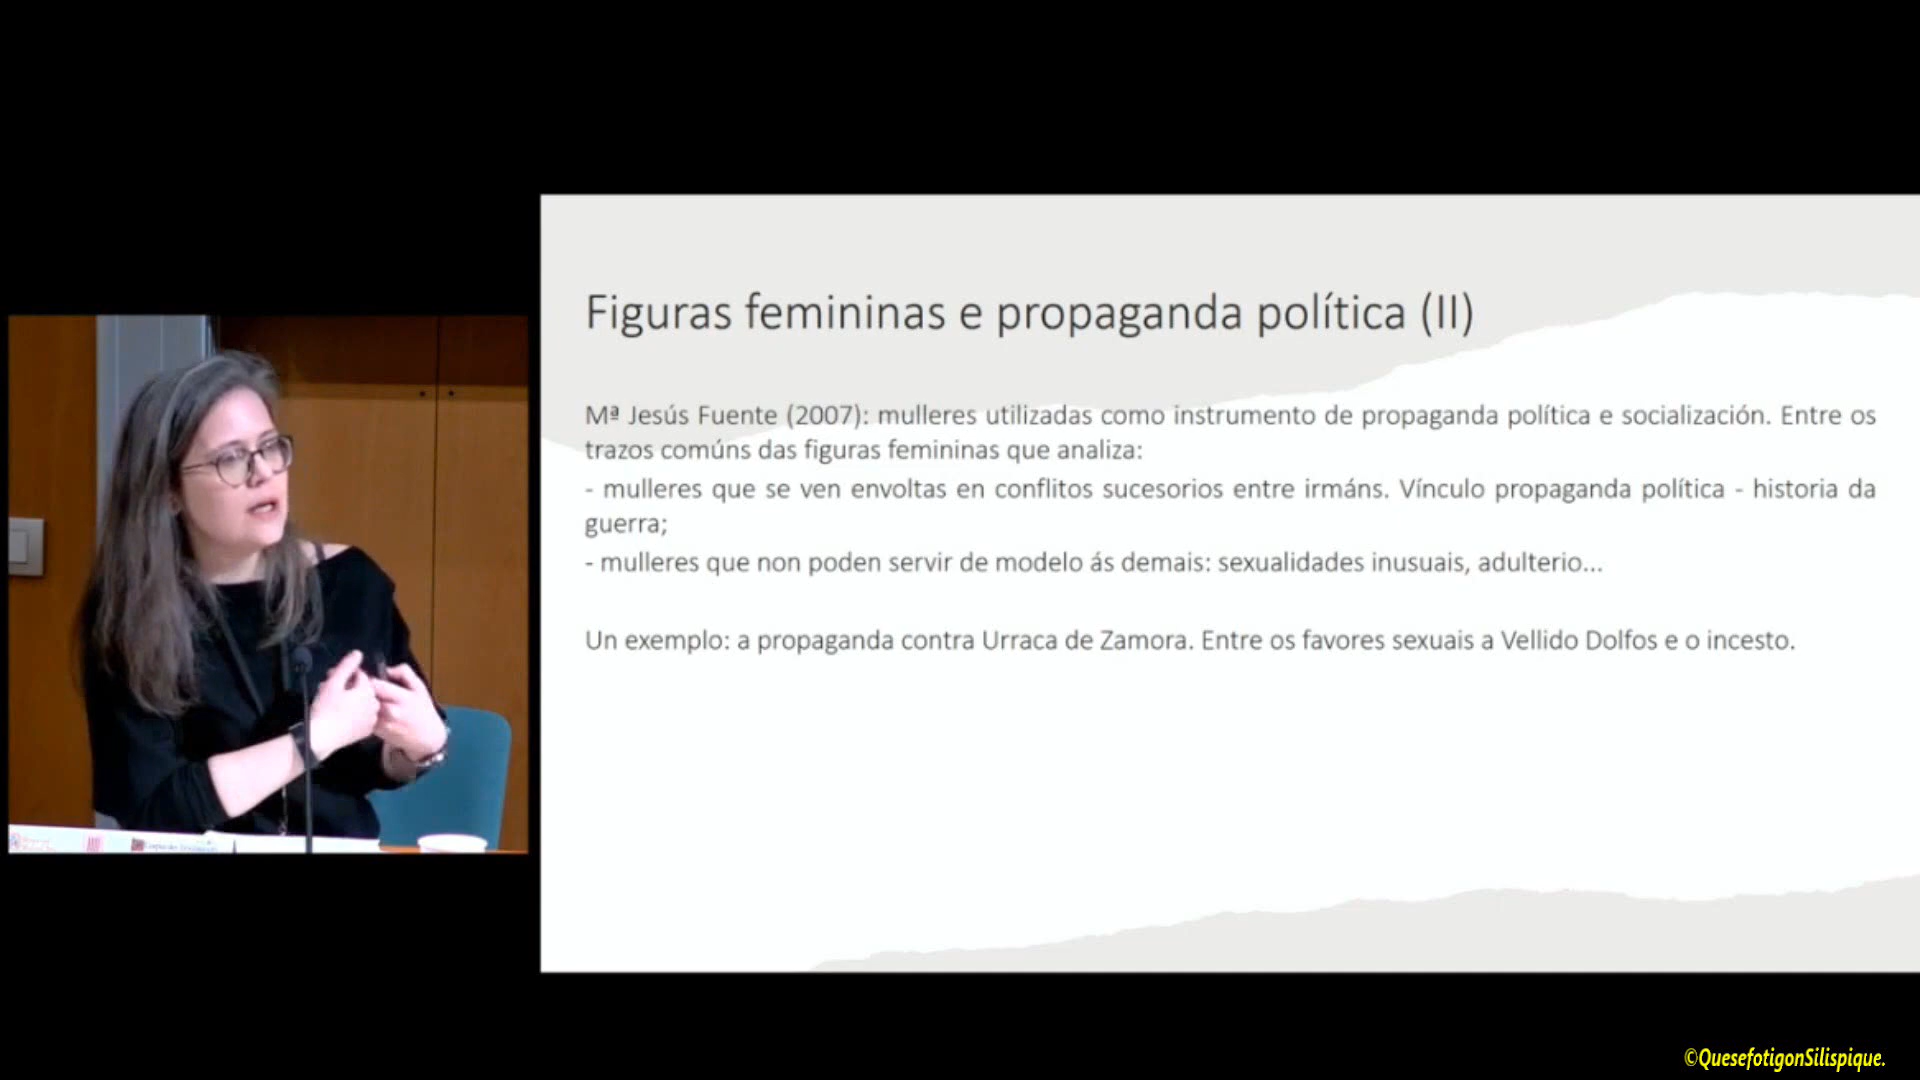 Figuras femininas e propaganda política (II)
Mª Jesús Fuente (2007): mulleres utilizadas como instrumento de propaganda política e socialización. Entre os
trazos comúns das figuras femininas que analiza:
- mulleres que se ven envoltas en conflitos sucesorios entre irmáns. Vínculo propaganda política - historia da
guerra;
- mulleres que non poden servir de modelo ás demais: sexualidades inusuais, adulterio...
Un exemplo: a propaganda contra Urraca de Zamora. Entre os favores sexuais a Vellido Dolfos e o incesto.
©QuesefotigonSilispique.